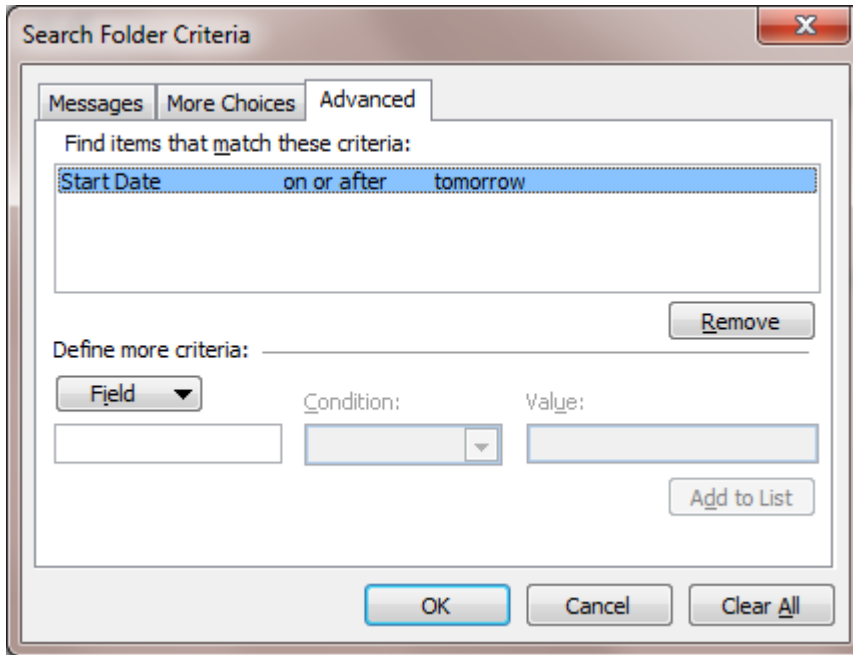 Search Folder Criteria
Messages More Choices Advanced
Find items that match these criteria:
Start Date on or after tomorrow
Remove
Define more criteria:
Field
Condition: Value:
Add to List
OK Cancel Clear All